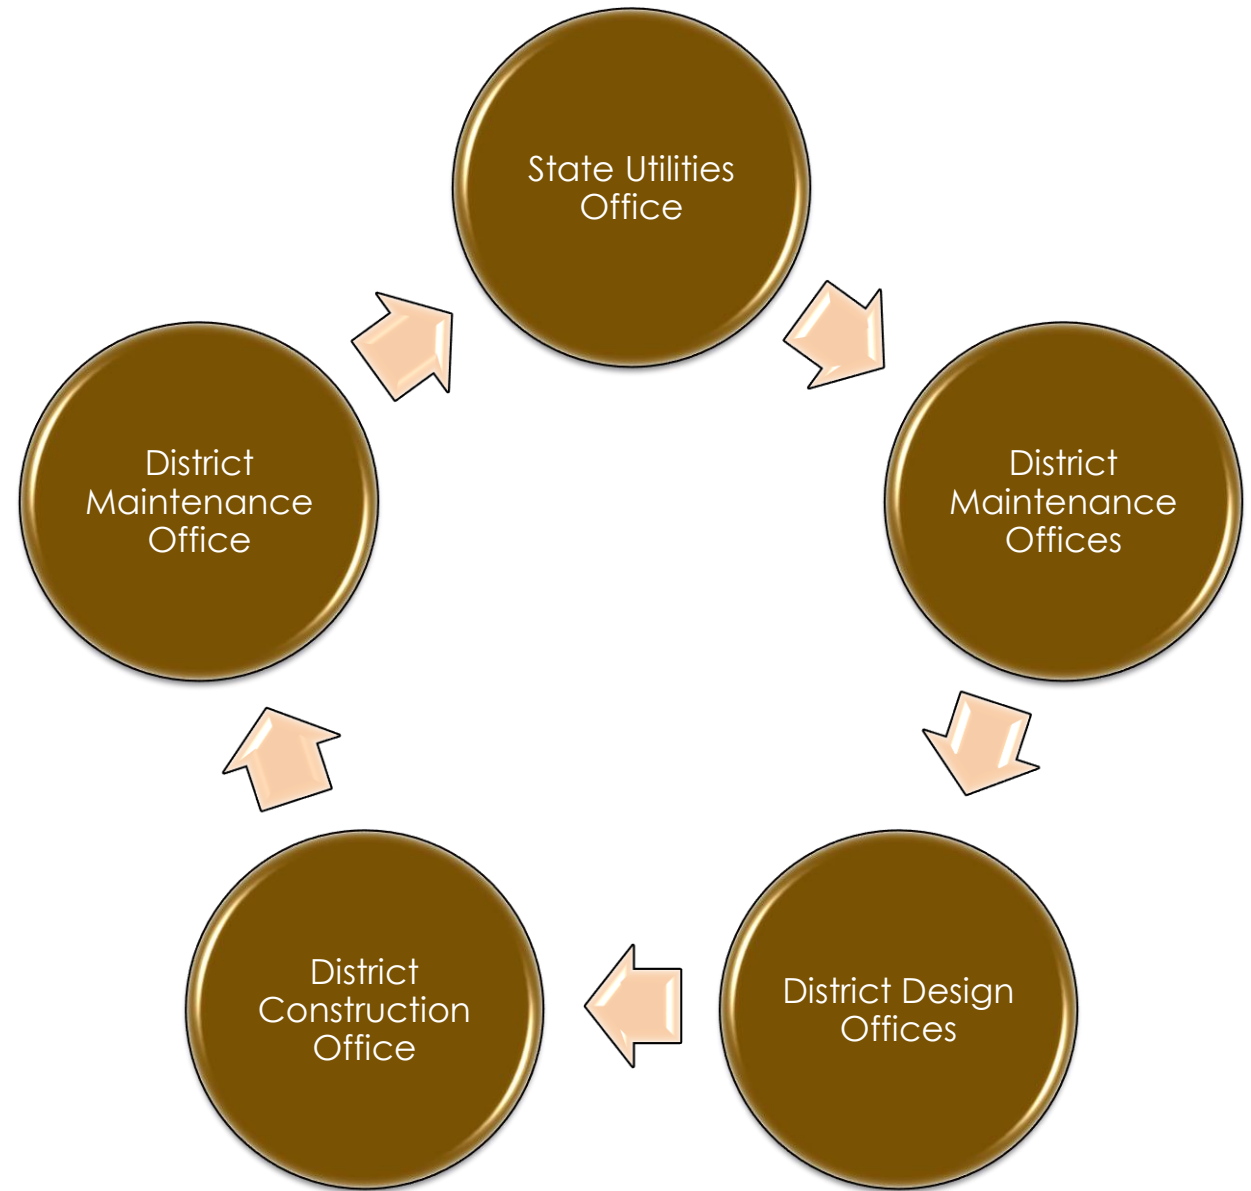 State Utilities
Office
District
Maintenance
Offices
District Design
Offices
District
Construction
Office
District
Maintenance
Office